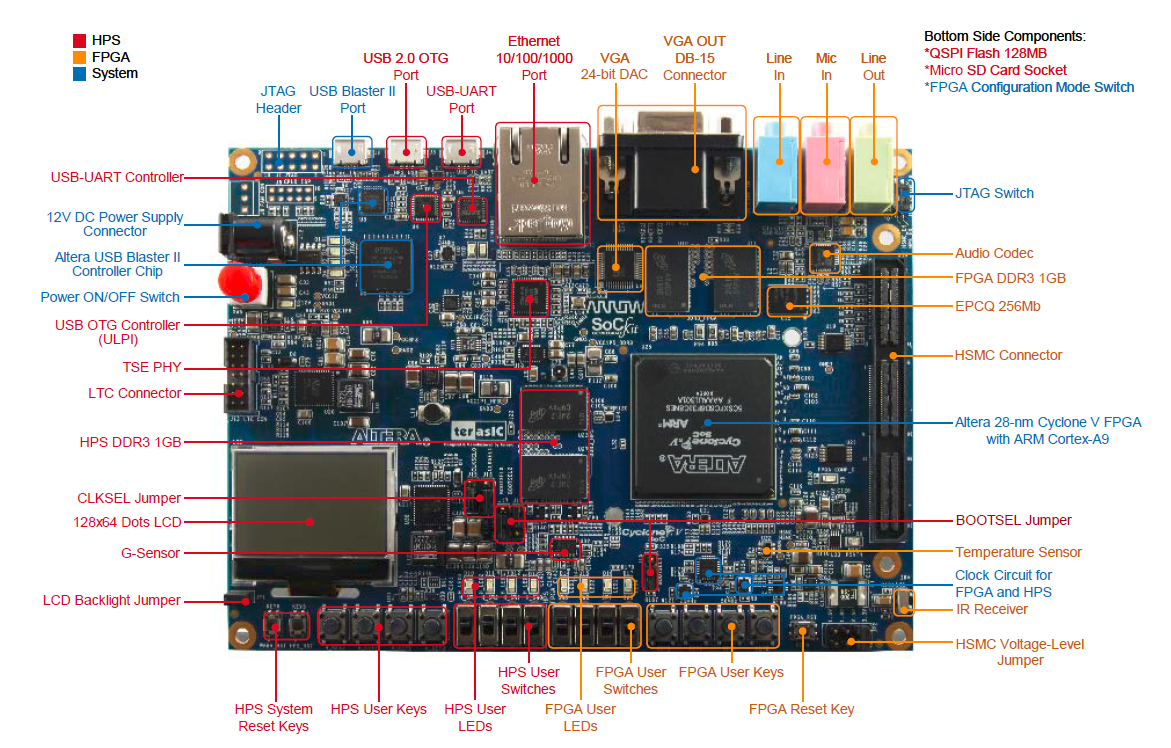 HPS
FPGA
System
Ethernet
10/100/1000
Port
USB 2.0 OTG
Port
VGA
24-bit DAC
VGA OUT
DB-15
Connector
Line
In
Mic
In
Line
Out
Bottom Side Components:
*QSPI Flash 128MB
*Micro SD Card Socket
*FPGA Configuration Mode Switch
JTAG
Header
USB Blaster II
Port
USB-UART
Port
USB-UART Controller
12V DC Power Supply
Connector
Altera USB Blaster II
Controller Chip
Power ON/OFF Switch
USB OTG Controller
(ULPI)
TSE PHY
LTC Connector
HPS DDR3 1GB
CLKSEL Jumper
128x64 Dots LCD
G-Sensor
LCD Backlight Jumper
JTAG Switch
Audio Codec
FPGA DDR3 1GB
EPCQ 256Mb
HSMC Connector
Altera 28-nm Cyclone V FPGA
with ARM Cortex-A9
BOOTSEL Jumper
Temperature Sensor
Clock Circuit for
FPGA and HPS
IR Receiver
HSMC Voltage-Level
Jumper
ARROW
SoCKit
ALTERA
terasIC
ARM
Cyclone V
SoC
ALTERA
Cyclone V
HPS User
Switches
FPGA User
Switches
FPGA User Keys
HPS System
Reset Keys
HPS User Keys
HPS User
LEDs
FPGA User
LEDs
FPGA Reset Key